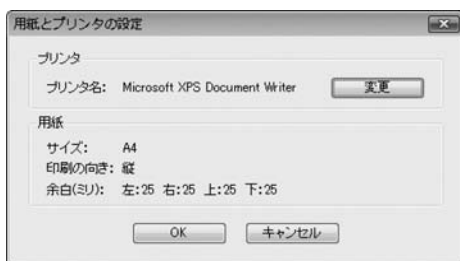 用紙とプリンタの設定
プリンタ
プリンタ名: Microsoft XPS Document Writer 変更
用紙
サイズ: A4
印刷の向き: 縦
余白(ミリ): 左:25 右:25 上:25 下:25
OK キャンセル